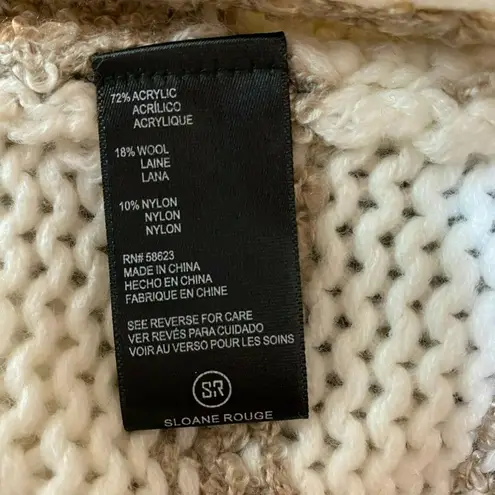 72% ACRYLIC
ACRÍLICO
ACRYLIQUE
18% WOOL
LAINE
LANA
10% NYLON
NYLON
NYLON
RN# 58623
MADE IN CHINA
HECHO EN CHINA
FABRIQUE EN CHINE
SEE REVERSE FOR CARE
VER REVÉS PARA CUIDADO
VOIR AU VERSO POUR LES SOINS
SR
SLOANE ROUGE